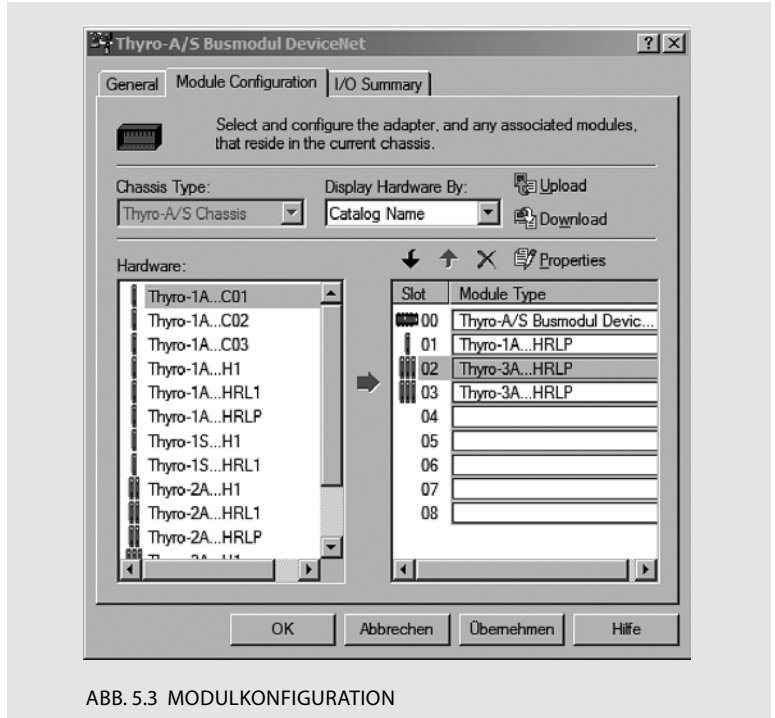 Thyro-A/S Busmodul DeviceNet
General Module Configuration I/O Summary
Select and configure the adapter, and any associated modules,
that reside in the current chassis.
Chassis Type: Display Hardware By: Upload
Thyro-A/S Chassis Catalog Name Download
Hardware: Properties
Thyro-1A...C01
Thyro-1A...C02
Thyro-1A...C03
Thyro-1A...H1
Thyro-1A...HRL1
Thyro-1A...HRLP
Thyro-1S...H1
Thyro-1S...HRL1
Thyro-2A...H1
Thyro-2A...HRL1
Thyro-2A...HRLP
Slot Module Type
00 Thyro-A/S Busmodul Devic...
01 Thyro-1A...HRLP
02 Thyro-3A...HRLP
03 Thyro-3A...HRLP
04
05
06
07
08
OK Abbrechen Übernehmen Hilfe
ABB. 5.3 MODULKONFIGURATION